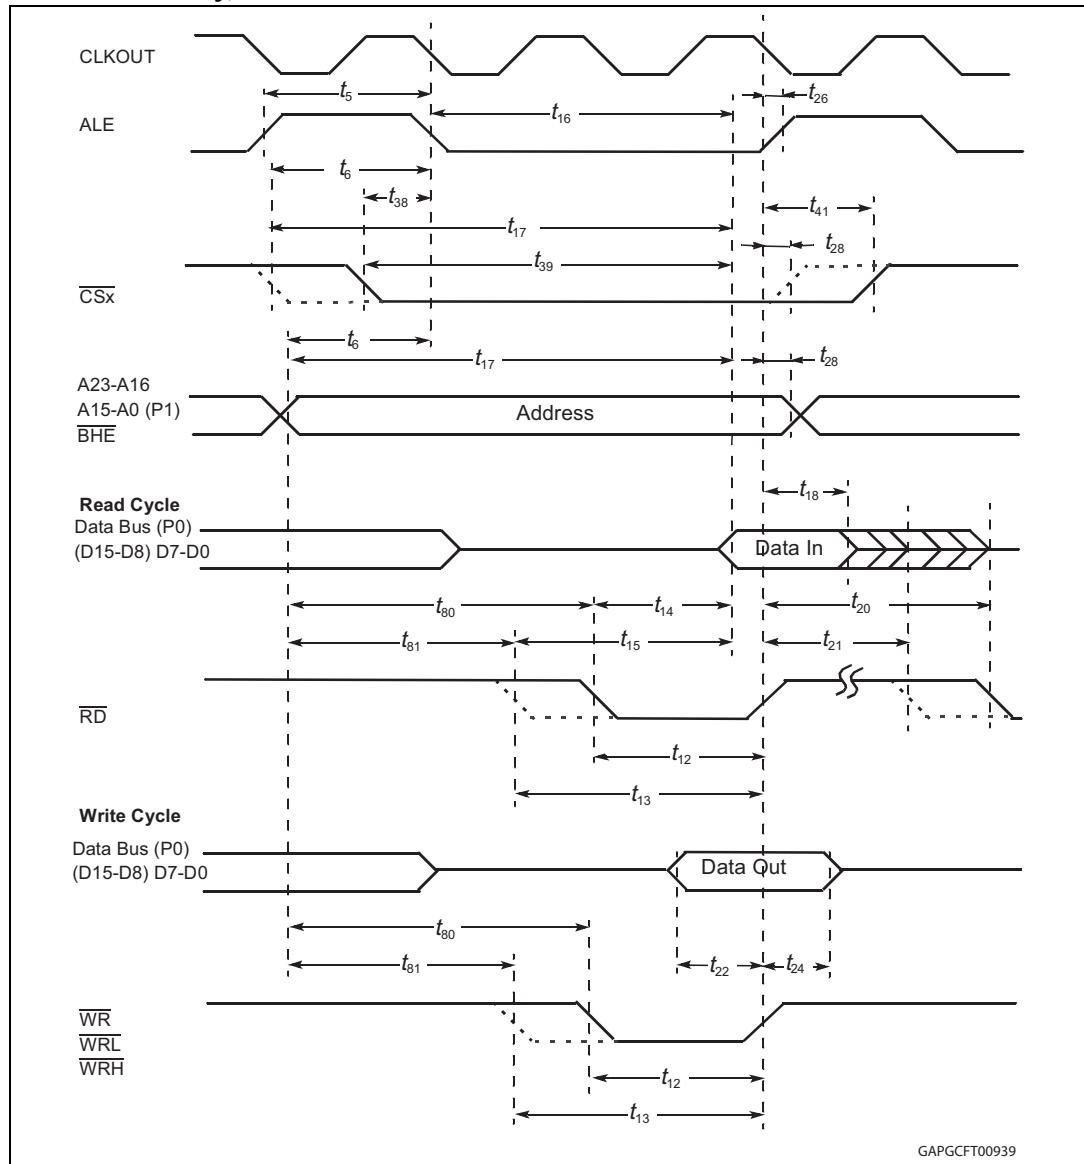 CLKOUT
t5
t26
t16
ALE
t6
t38
t41
t17
t28
t39
CSx
t6
t17
t28
A23-A16
A15-A0 (P1)
Address
BHE
t18
Read Cycle
Data Bus (P0)
(D15-D8) D7-D0
Data In
t80
t14
t20
t81
t15
t21
RD
t12
t13
Write Cycle
Data Bus (P0)
(D15-D8) D7-D0
Data Out
t80
t81
t22
t24
WR
WRL
WRH
t12
t13
GAPGCFT00939